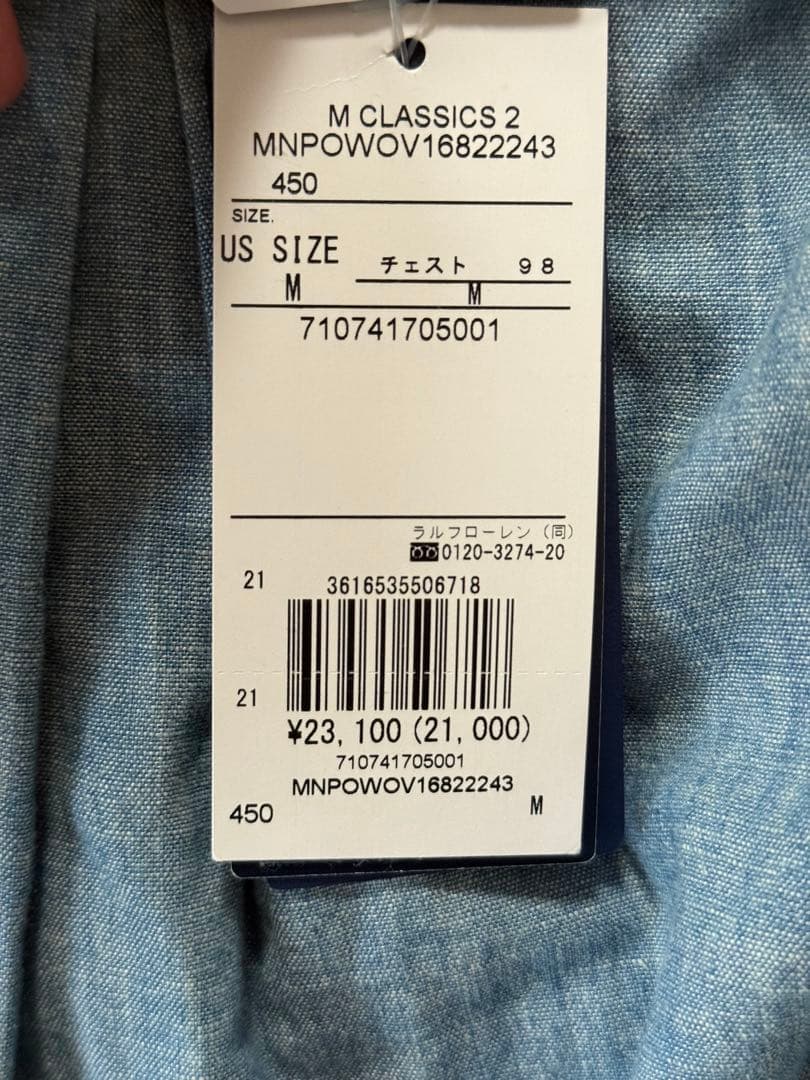 M CLASSICS 2
MNPOWOV16822243
450
SIZE.
US SIZE
チェスト 98
M
M
710741705001
ラルフローレン（同）
0120-3274-20
21
3616535506718
21
¥23,100 (21,000)
710741705001
MNPOWOV16822243
450
M